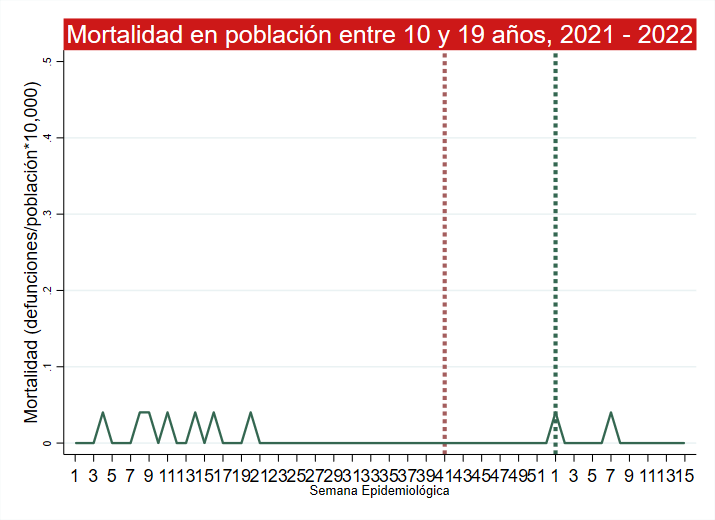 Mortalidad en población entre 10 y 19 años, 2021 - 2022
Mortalidad (defunciones/población*10,000)
.5
.4
.3
.2
.1
0
1 3 5 7 9 11 13 15 17 19 21 23 25 27 29 31 33 35 37 39 41 43 45 47 49 51 1 3 5 7 9 11 13 15
Semana Epidemiológica